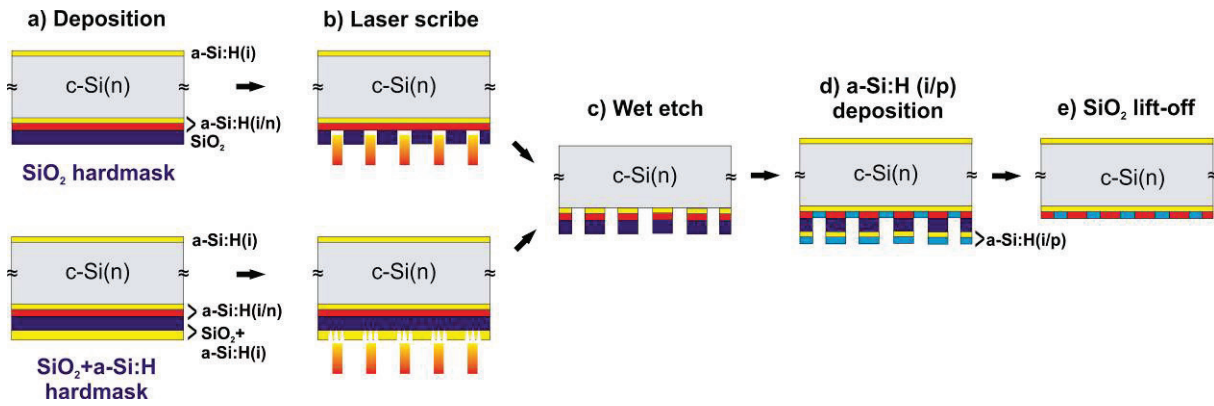 a) Deposition
a-Si:H(i)
c-Si(n)
a-Si:H(i/n)
SiO₂
SiO₂ hardmask
a-Si:H(i)
c-Si(n)
a-Si:H(i/n)
SiO₂+
a-Si:H(i)
SiO₂+a-Si:H
hardmask
b) Laser scribe
c-Si(n)
c-Si(n)
c) Wet etch
c-Si(n)
d) a-Si:H (i/p)
deposition
c-Si(n)
a-Si:H(i/p)
e) SiO₂ lift-off
c-Si(n)